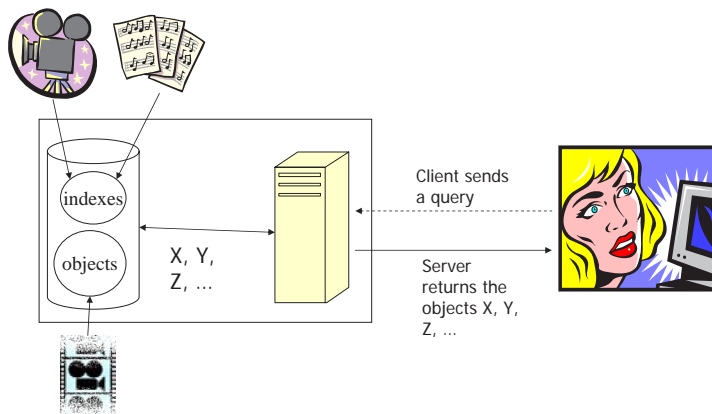 indexes
objects
X, Y,
Z, ...
Client sends
a query
Server
returns the
objects X, Y,
Z, ...